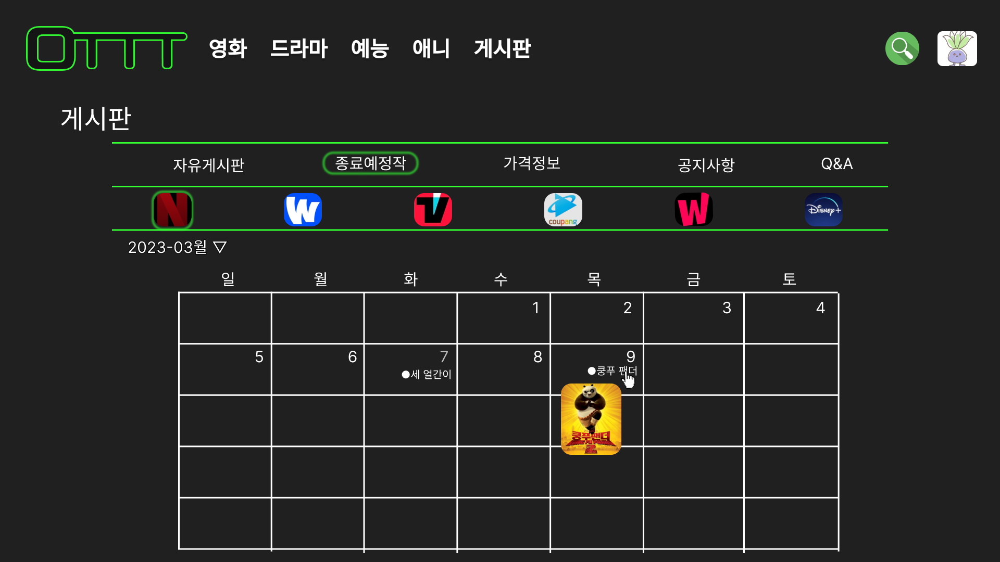 OTTT 영화 드라마 예능 애니 게시판
게시판
자유게시판 종료예정작 가격정보 공지사항 Q&A
N W TV coupang W Disney+
2023-03월 ▽
일 월 화 수 목 금 토
1 2 3 4
5 6 7 8 9
●세 얼간이 ●쿵푸 팬더
쿵푸팬더
2